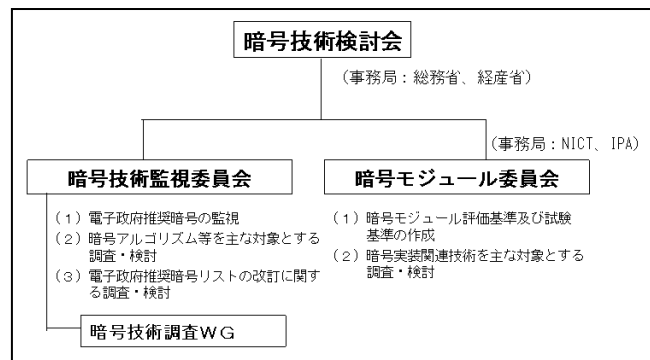 暗号技術検討会
（事務局：総務省、経産省）
（事務局：NICT、IPA）
暗号技術監視委員会
（１）電子政府推奨暗号の監視
（２）暗号アルゴリズム等を主な対象とする
調査・検討
（３）電子政府推奨暗号リストの改訂に関す
る調査・検討
暗号技術調査ＷＧ
暗号モジュール委員会
（１）暗号モジュール評価基準及び試験
基準の作成
（２）暗号実装関連技術を主な対象とする
調査・検討